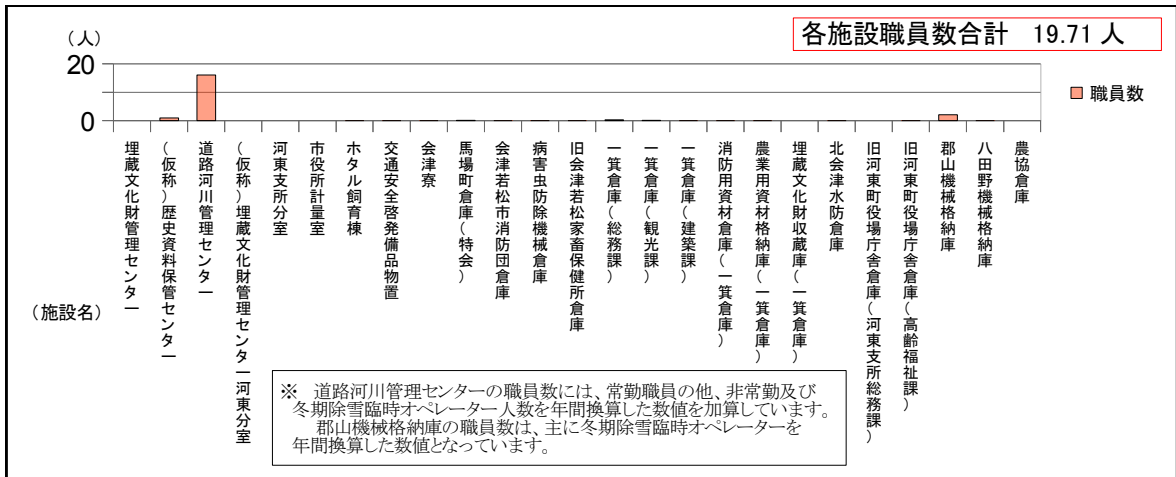 各施設職員数合計　19.71 人
（人）
20
0
職員数
（施設名）
埋蔵文化財管理センター
（仮称）歴史資料保管センター
道路河川管理センター
（仮称）埋蔵文化財管理センター河東分室
河東支所分室
市役所計量室
ホタル飼育棟
交通安全啓発備品物置
会津寮
馬場町倉庫（特会）
会津若松市消防団倉庫
病害虫防除機械倉庫
旧会津若松家畜保健所倉庫
一箕倉庫（総務課）
一箕倉庫（観光課）
一箕倉庫（建築課）
消防用資材倉庫（一箕倉庫）
農業用資材格納庫（一箕倉庫）
埋蔵文化財収蔵庫（一箕倉庫）
北会津水防倉庫
旧河東町役場庁舎倉庫（河東支所総務課）
旧河東町役場庁舎倉庫（高齢福祉課）
郡山機械格納庫
八田野機械格納庫
農協倉庫
※　道路河川管理センターの職員数には、常勤職員の他、非常勤及び
冬期除雪臨時オペレーター人数を年間換算した数値を加算しています。
郡山機械格納庫の職員数は、主に冬期除雪臨時オペレーターを
年間換算した数値となっています。